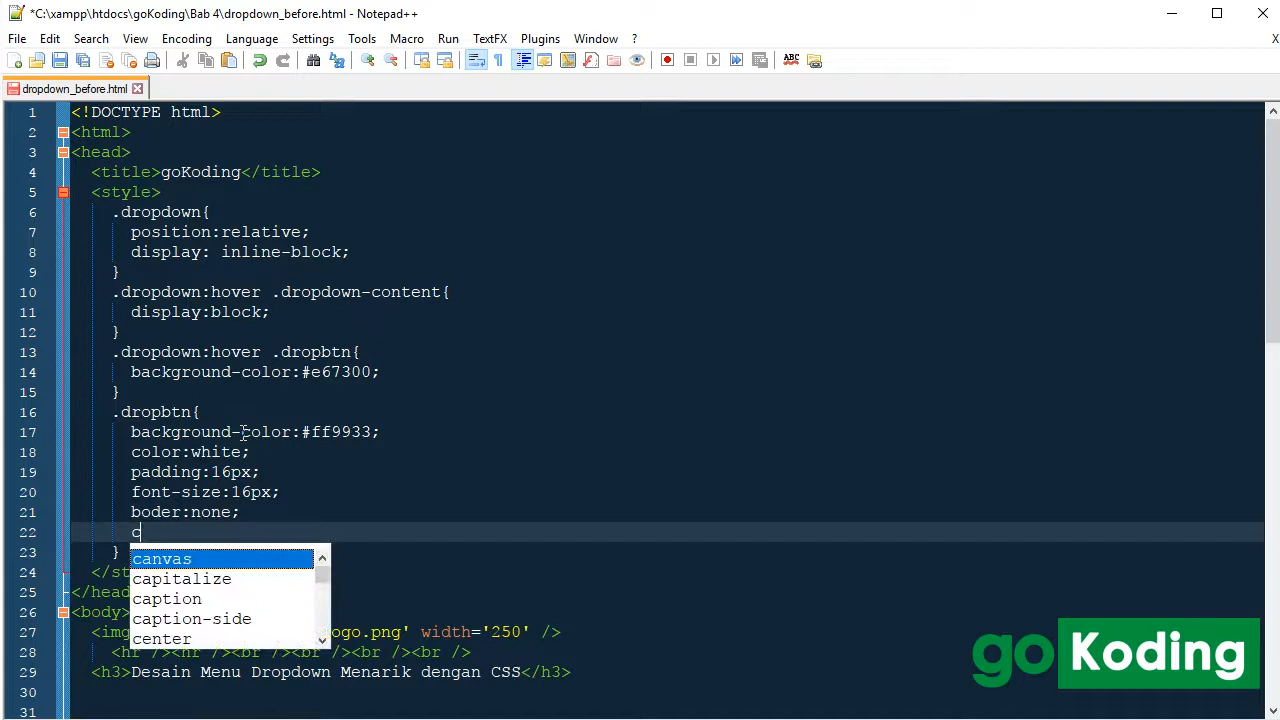 *C:\xampp\htdocs\goKoding\Bab 4\dropdown_before.html - Notepad++
File Edit Search View Encoding Language Settings Tools Macro Run TextFX Plugins Window ? X
dropdown_before.html
1 <!DOCTYPE html>
2 <html>
3 <head>
4 <title>goKoding</title>
5 <style>
6 .dropdown{
7 position:relative;
8 display: inline-block;
9 }
10 .dropdown:hover .dropdown-content{
11 display:block;
12 }
13 .dropdown:hover .dropbtn{
14 background-color:#e67300;
15 }
16 .dropbtn{
17 background-color:#ff9933;
18 color:white;
19 padding:16px;
20 font-size:16px;
21 boder:none;
22 c
23 }
canvas
capitalize
caption
caption-side
center
24 </st
25 </head
26 <body>
27 <img ogo.png' width='250' />
28 <hr /><hr /><br /><br /><br /><br />
29 <h3>Desain Menu Dropdown Menarik dengan CSS</h3>
30
31
go Koding